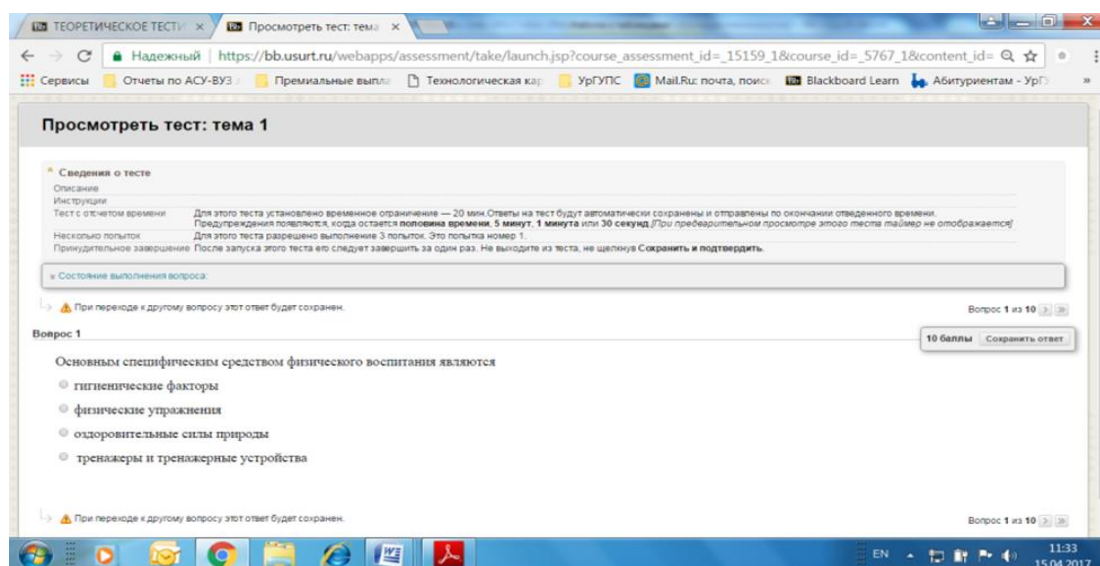 ТЕОРЕТИЧЕСКОЕ ТЕСТИ
Просмотреть тест: тема
Надежный https://bb.usurt.ru/webapps/assessment/take/launch.jsp?course_assessment_id=_15159_1&course_id=_5767_1&content_id=
Сервисы Отчеты по АСУ-ВУЗ / Премиальные выпла Технологическая кар УрГУПС Mail.Ru: почта, поиск Blackboard Learn Абитуриентам - УрГУ »
Просмотреть тест: тема 1
Сведения о тесте
Описание
Инструкции
Тест с отсчетом времени Для этого теста установлено временное ограничение — 20 мин.Ответы на тест будут автоматически сохранены и отправлены по окончании отведенного времени.
Предупреждения появляются, когда остается половина времени, 5 минут, 1 минута или 30 секунд.[При предварительном просмотре этого теста таймер не отображается]
Несколько попыток Для этого теста разрешено выполнение 3 попыток. Это попытка номер 1.
Принудительное завершение После запуска этого теста его следует завершить за один раз. Не выходите из теста, не щелкнув Сохранить и подтвердить.
Состояние выполнения вопроса:
При переходе к другому вопросу этот ответ будет сохранен.
Вопрос 1 из 10
Вопрос 1
10 баллы Сохранить ответ
Основным специфическим средством физического воспитания являются
гигиенические факторы
физические упражнения
оздоровительные силы природы
тренажеры и тренажерные устройства
При переходе к другому вопросу этот ответ будет сохранен.
Вопрос 1 из 10
EN
11:33
15.04.2017